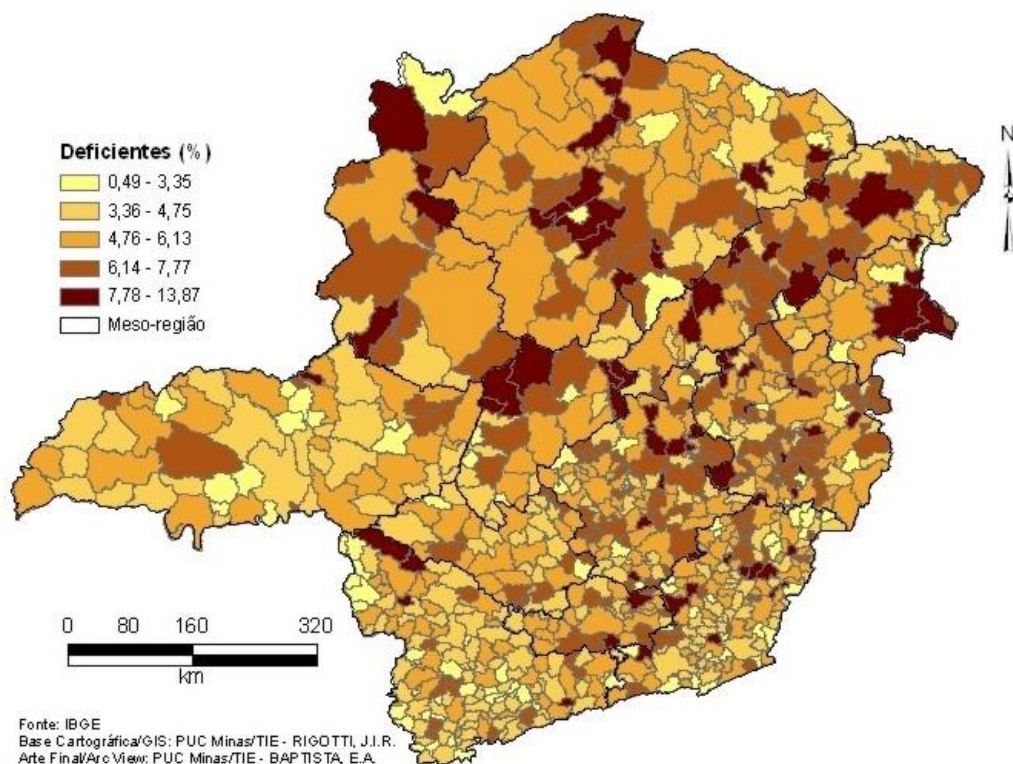 N
Deficientes (%)
0,49 - 3,35
3,36 - 4,75
4,76 - 6,13
6,14 - 7,77
7,78 - 13,87
Meso-região
0 80 160 320
km
Fonte: IBGE
Base Cartográfica/GIS: PUC Minas/TIE - RIGOTTI, J.I.R.
Arte Final/Arc View: PUC Minas/TIE - BAPTISTA, E.A.